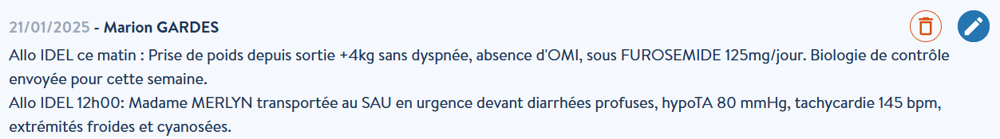 21/01/2025 - Marion GARDES
Allo IDEL ce matin : Prise de poids depuis sortie +4kg sans dyspnée, absence d'OMI, sous FUROSEMIDE 125mg/jour. Biologie de contrôle
envoyée pour cette semaine.
Allo IDEL 12h00: Madame MERLYN transportée au SAU en urgence devant diarrhées profuses, hypoTA 80 mmHg, tachycardie 145 bpm,
extrémités froides et cyanosées.